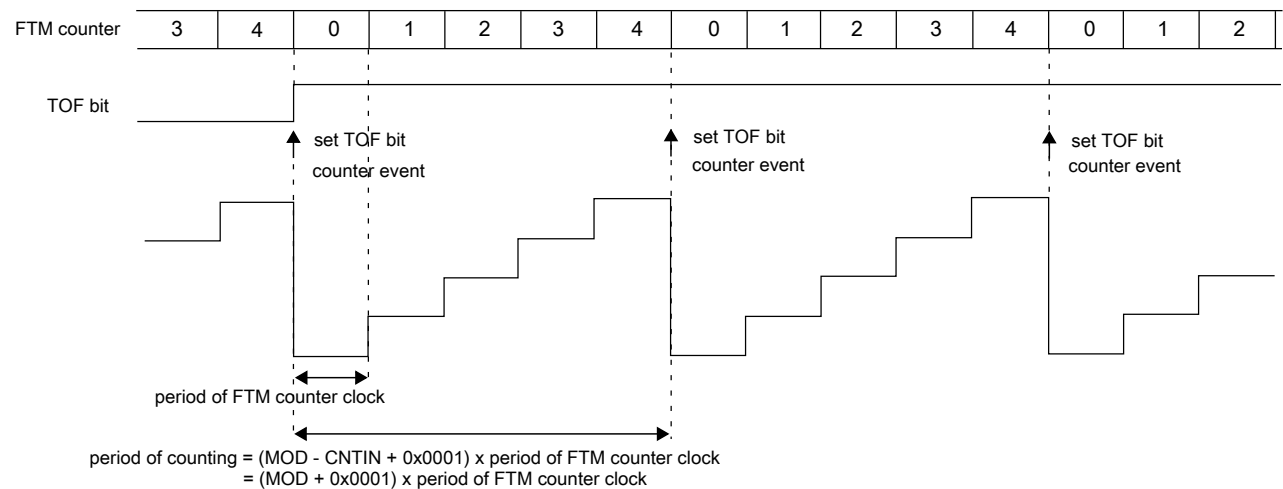 FTM counter 3 4 0 1 2 3 4 0 1 2 3 4 0 1 2
TOF bit
set TOF bit set TOF bit set TOF bit
counter event counter event counter event
period of FTM counter clock
period of counting = (MOD - CNTIN + 0x0001) x period of FTM counter clock
= (MOD + 0x0001) x period of FTM counter clock